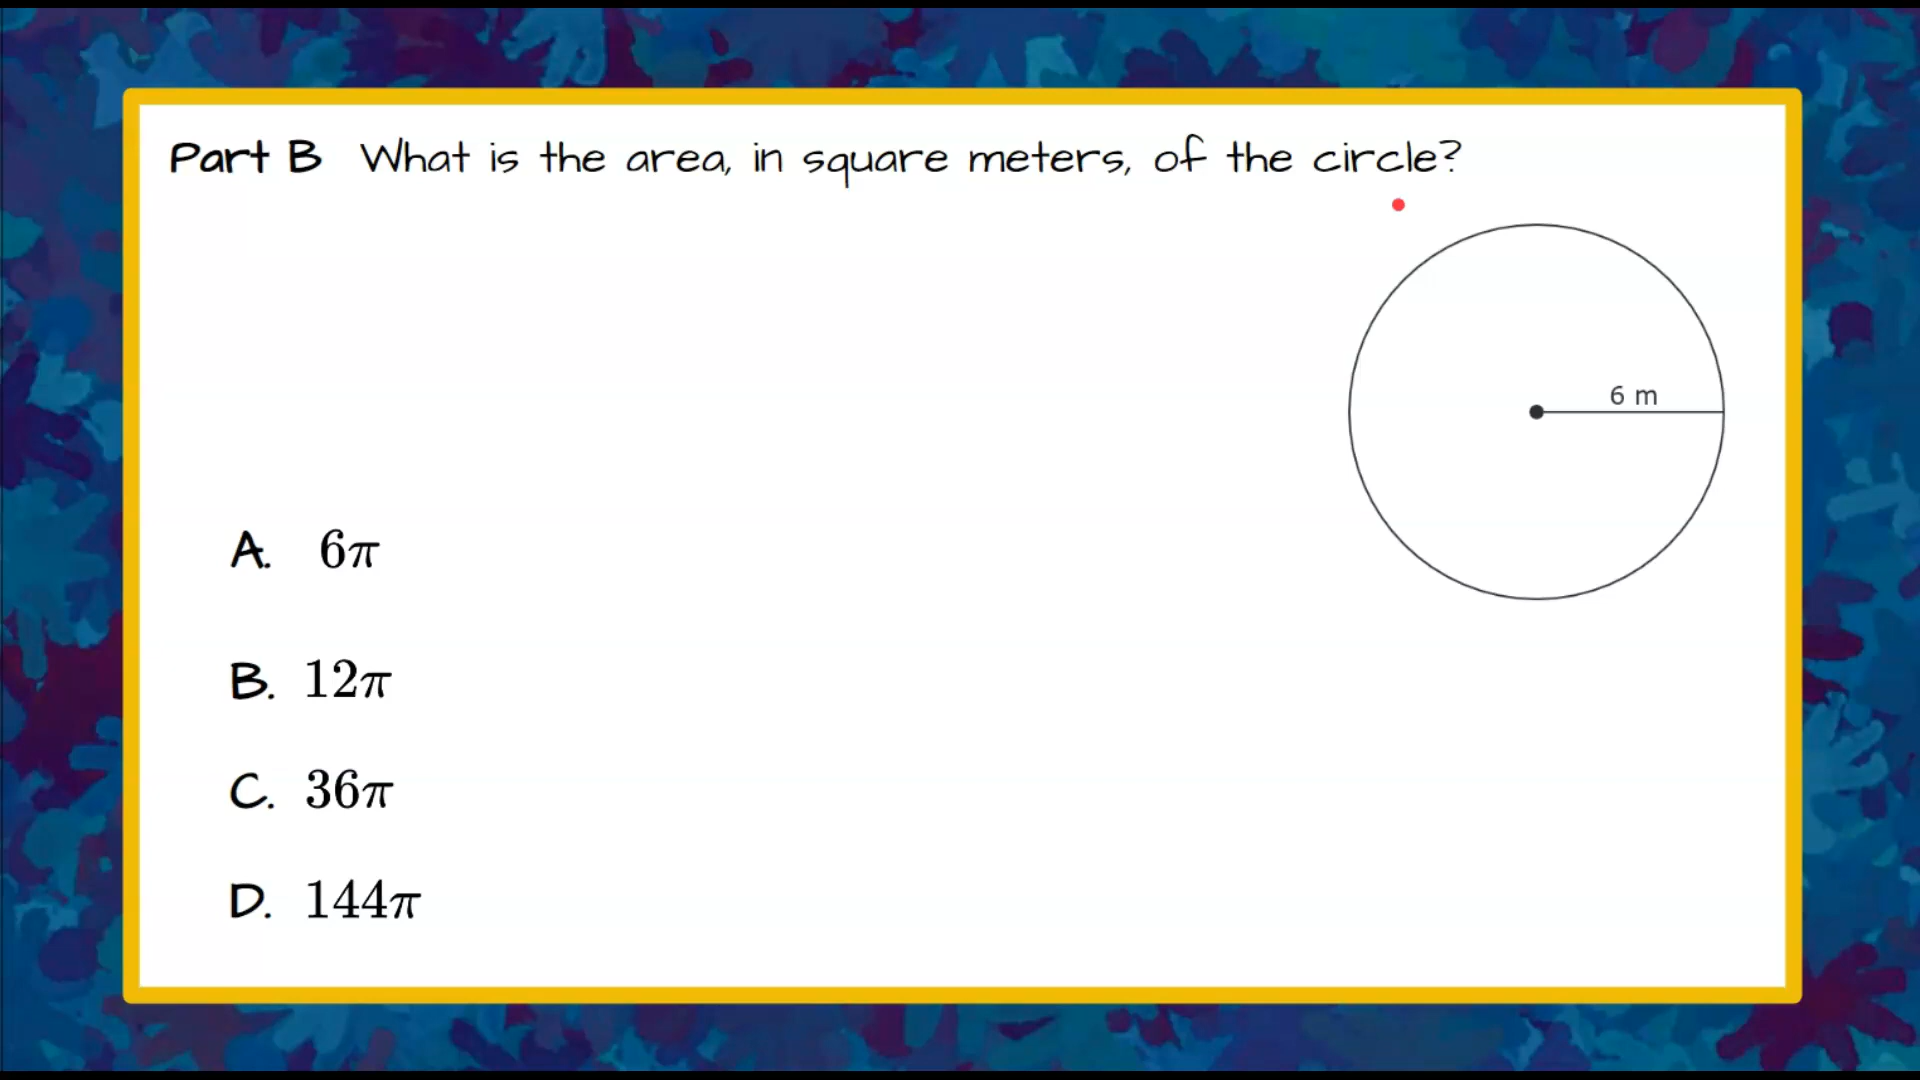 Part B What is the area, in square meters, of the circle?
6 m
A. 6π
B. 12π
C. 36π
D. 144π